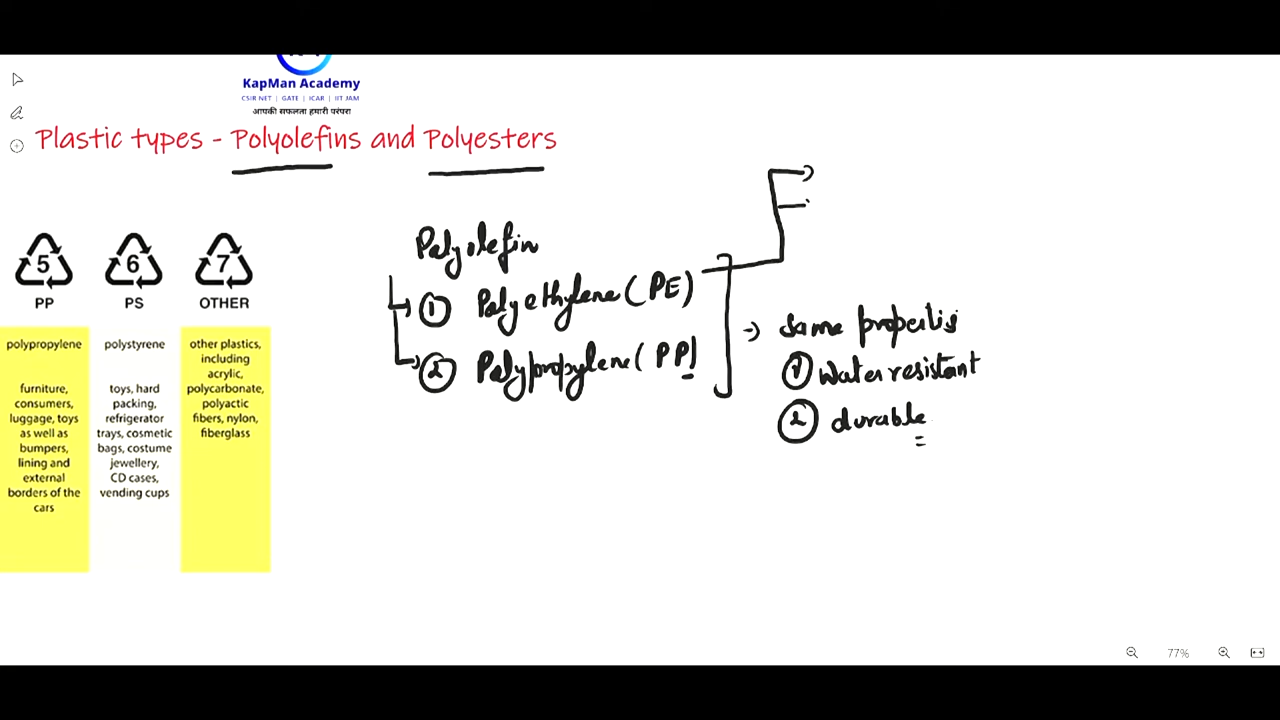 KapMan Academy
CSIR NET | GATE | ICAR | IIT JAM
आपकी सफलता हमारी परंपरा
Plastic types - Polyolefins and Polyesters
5
PP
polypropylene
furniture,
consumers,
luggage, toys
as well as
bumpers,
lining and
external
borders of the
cars
6
PS
polystyrene
toys, hard
packing,
refrigerator
trays, cosmetic
bags, costume
jewellery,
CD cases,
vending cups
7
OTHER
other plastics,
including
acrylic,
polycarbonate,
polyactic
fibers, nylon,
fiberglass
Polyolefin
① Polyethylene (PE)
② Polypropylene (PP)
same propertis
① water resistant
② durable
77%